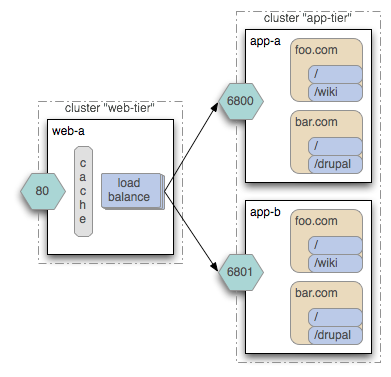 cluster "app-tier"
app-a
foo.com
/
/wiki
6800
bar.com
/
/drupal
cluster "web-tier"
web-a
80
c
a
c
h
e
load
balance
app-b
foo.com
/
/wiki
6801
bar.com
/
/drupal